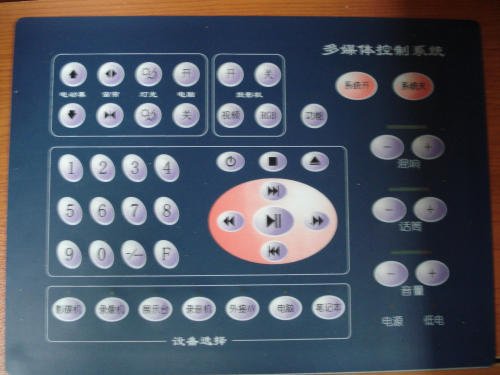 多媒体控制系统
开 开 关 系统开 系统关
电动幕 窗帘 灯光 电脑 投影机
关 视频 RGB 功能
1 2 3 4
混响
5 6 7 8
话筒
9 0 -/-- F
音量
影碟机 录像机 展示台 录音机 外接AV 电脑 笔记本
电源 低电
设备选择